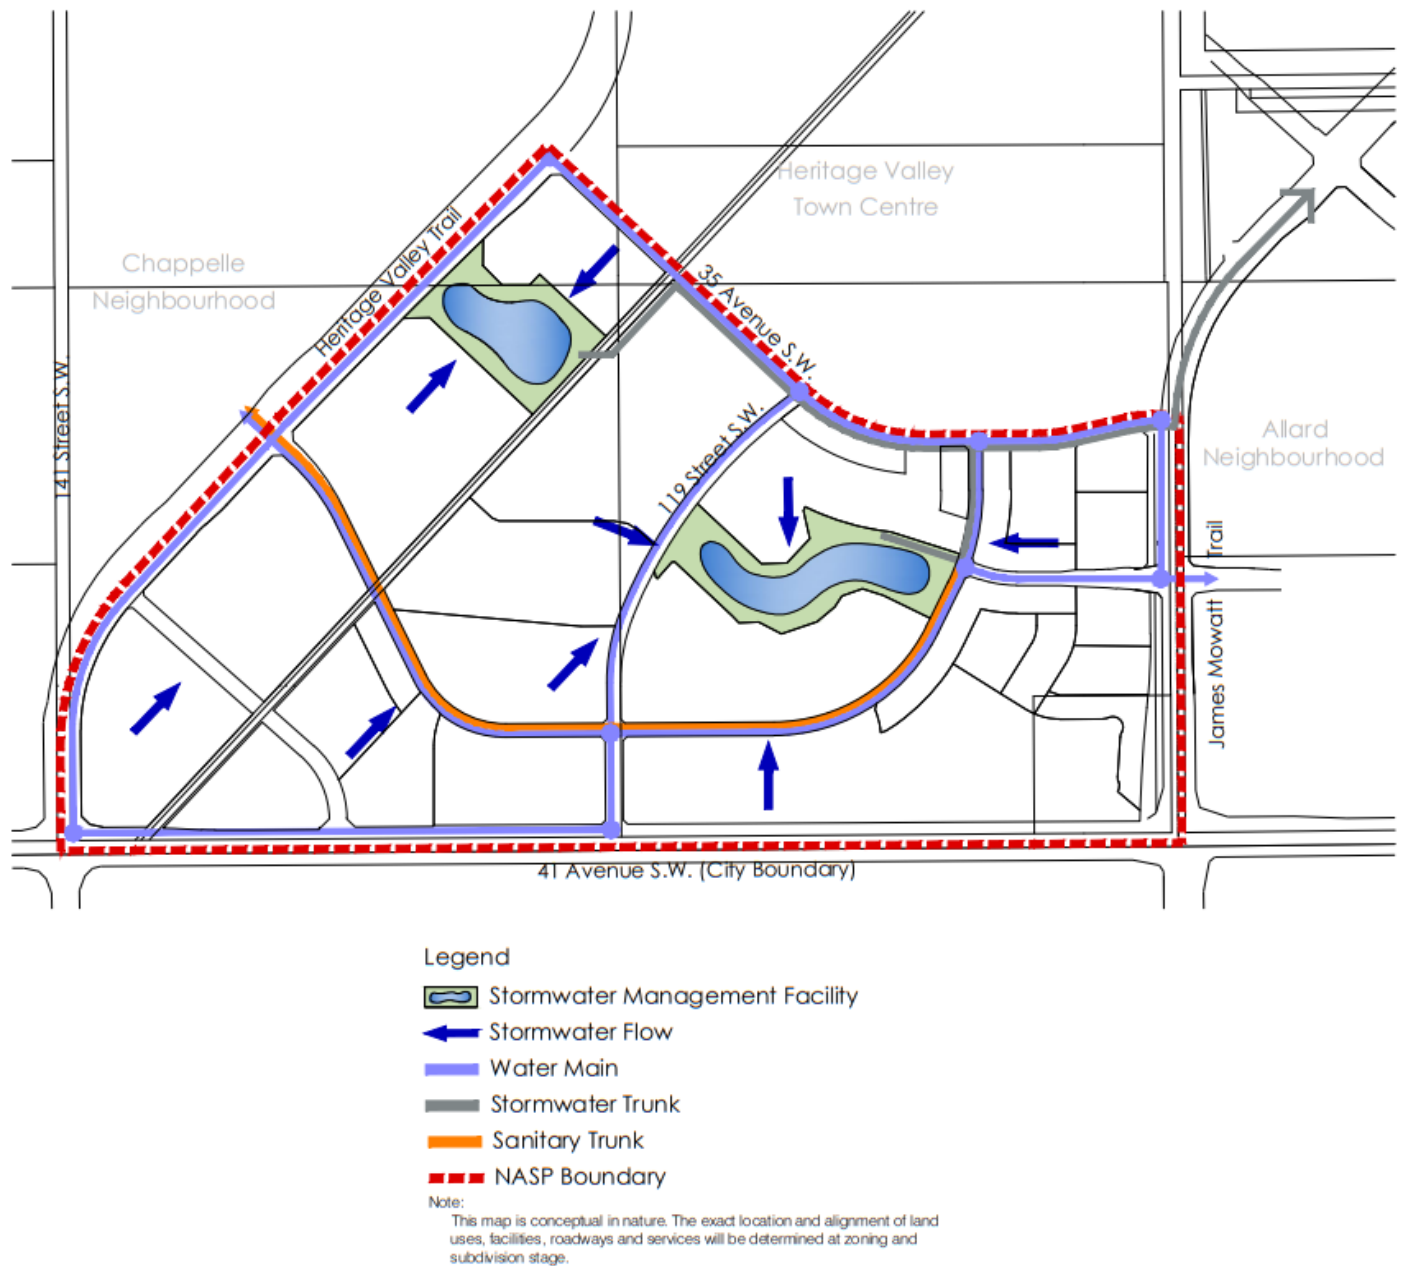 Heritage Valley
Town Centre
Chappelle
Neighbourhood
Heritage Valley Trail
35 Avenue S.W.
141 Street S.W.
119 Street S.W.
Allard
Neighbourhood
James Mowatt Trail
41 Avenue S.W. (City Boundary)
Legend
Stormwater Management Facility
Stormwater Flow
Water Main
Stormwater Trunk
Sanitary Trunk
NASP Boundary
Note:
This map is conceptual in nature. The exact location and alignment of land
uses, facilities, roadways and services will be determined at zoning and
subdivision stage.